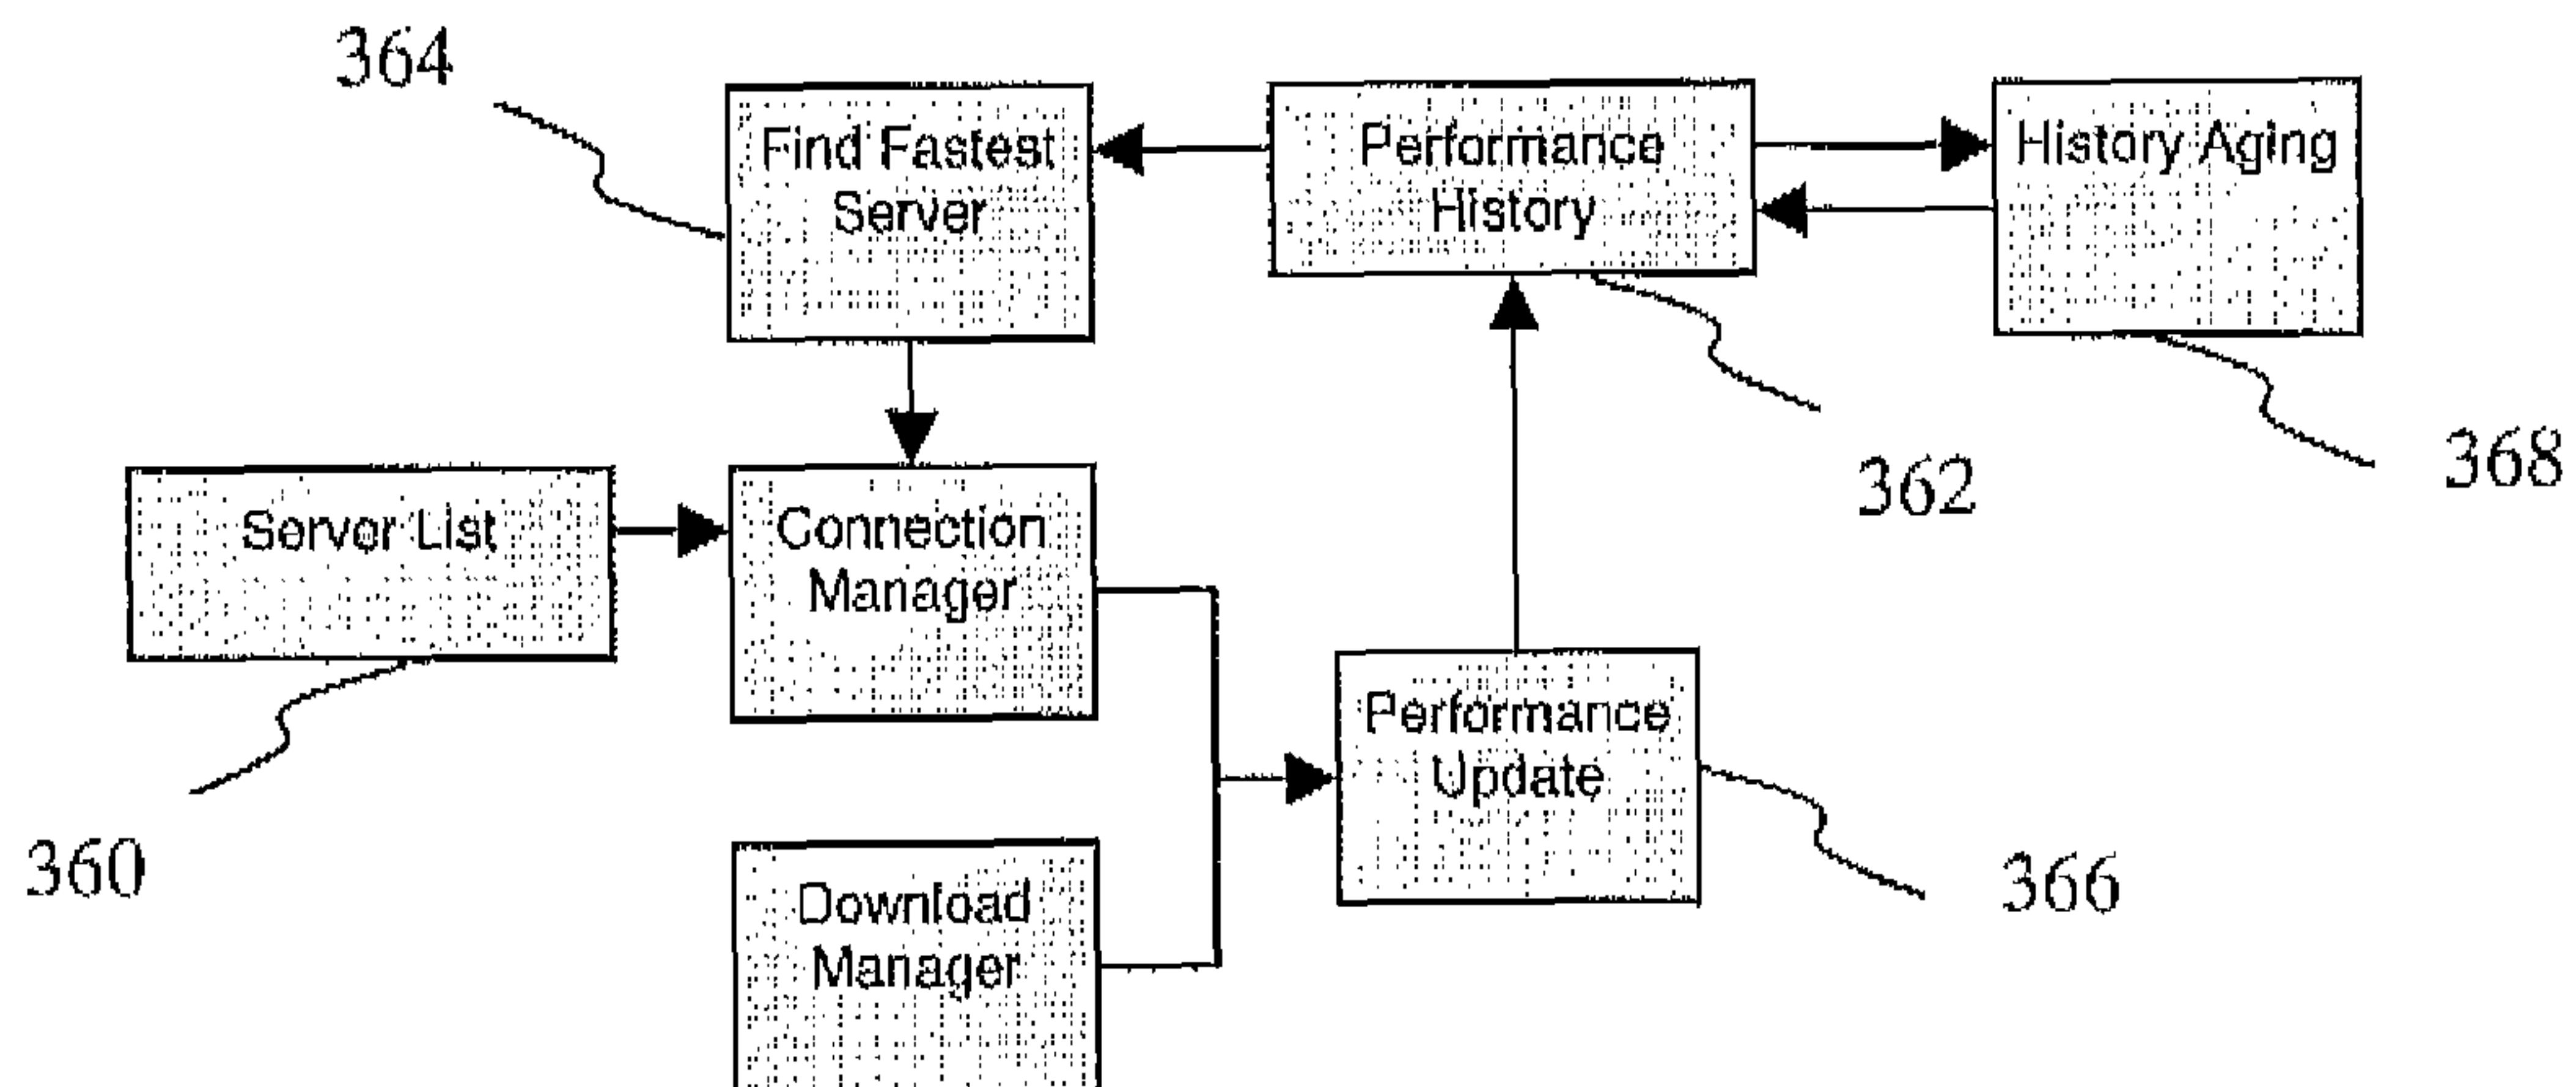 364
Find Fastest
Server
Performance
History
History Aging
362
368
Server List
Connection
Manager
360
Performance
Update
366
Download
Manager